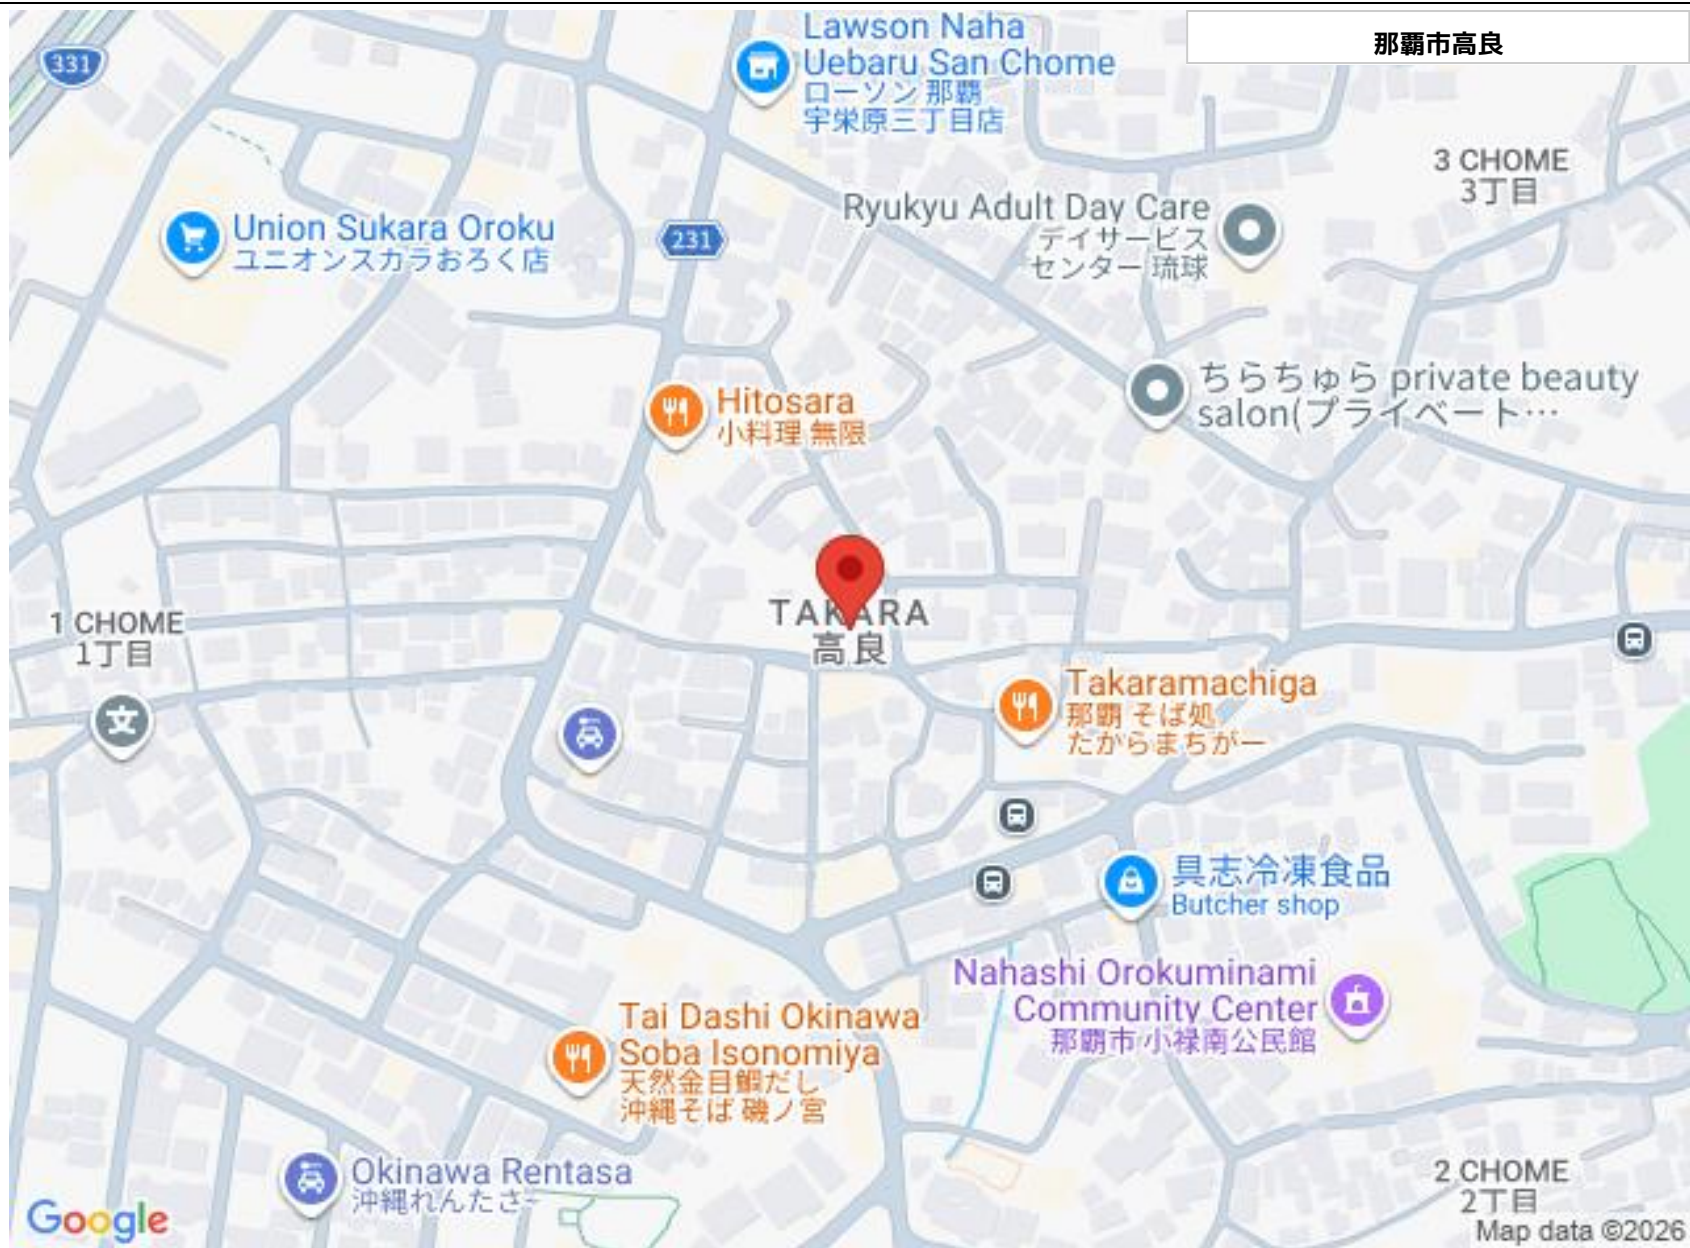 那覇市高良
331
Lawson Naha
Uebaru San Chome
ローソン 那覇
宇栄原三丁目店
3 CHOME
3丁目
Ryukyu Adult Day Care
デイサービス
センター 琉球
Union Sukara Oroku
ユニオンスカラおろく店
231
ちらちゅら private beauty
salon(プライベート…
Hitosara
小料理 無限
TAKARA
高良
1 CHOME
1丁目
文
Takaramachiga
那覇 そば処
たからまちがー
具志冷凍食品
Butcher shop
Nahashi Orokuminami
Community Center
那覇市 小禄南公民館
Tai Dashi Okinawa
Soba Isonomiya
天然金目鯛だし
沖縄そば 磯ノ宮
Okinawa Rentasa
沖縄れんたさー
2 CHOME
2丁目
Google
Map data ©2026